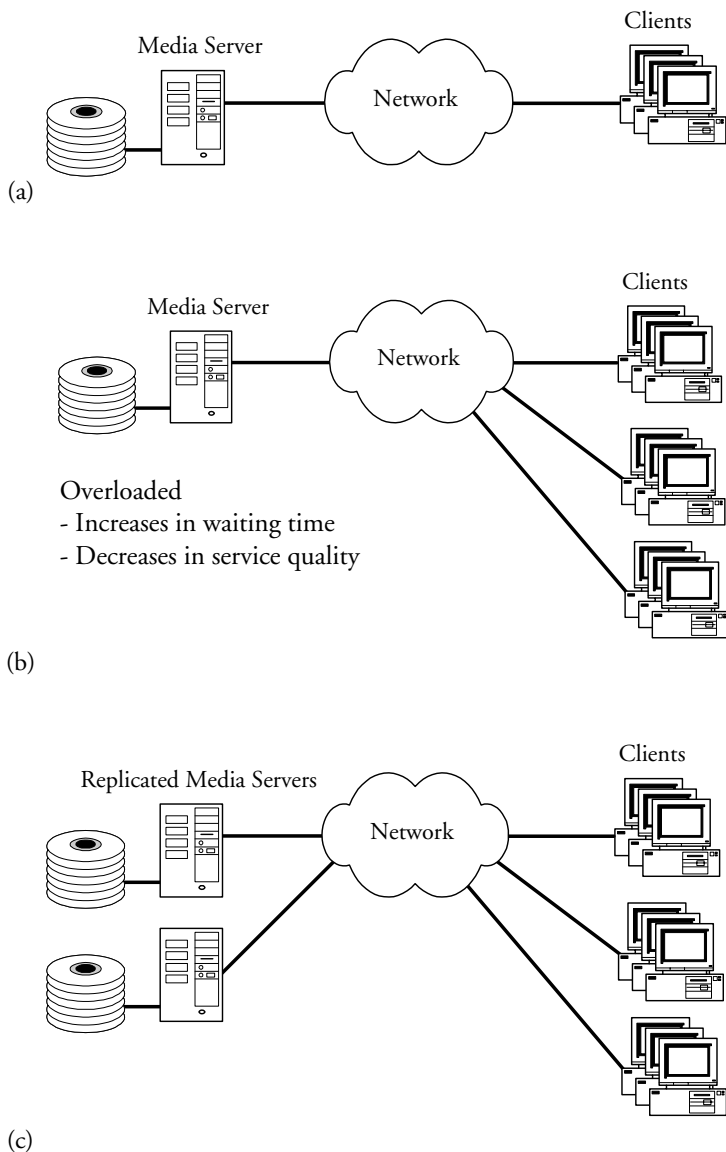 Clients
Media Server
Network
(a)
Clients
Media Server
Network
Overloaded
- Increases in waiting time
- Decreases in service quality
(b)
Clients
Replicated Media Servers
Network
(c)